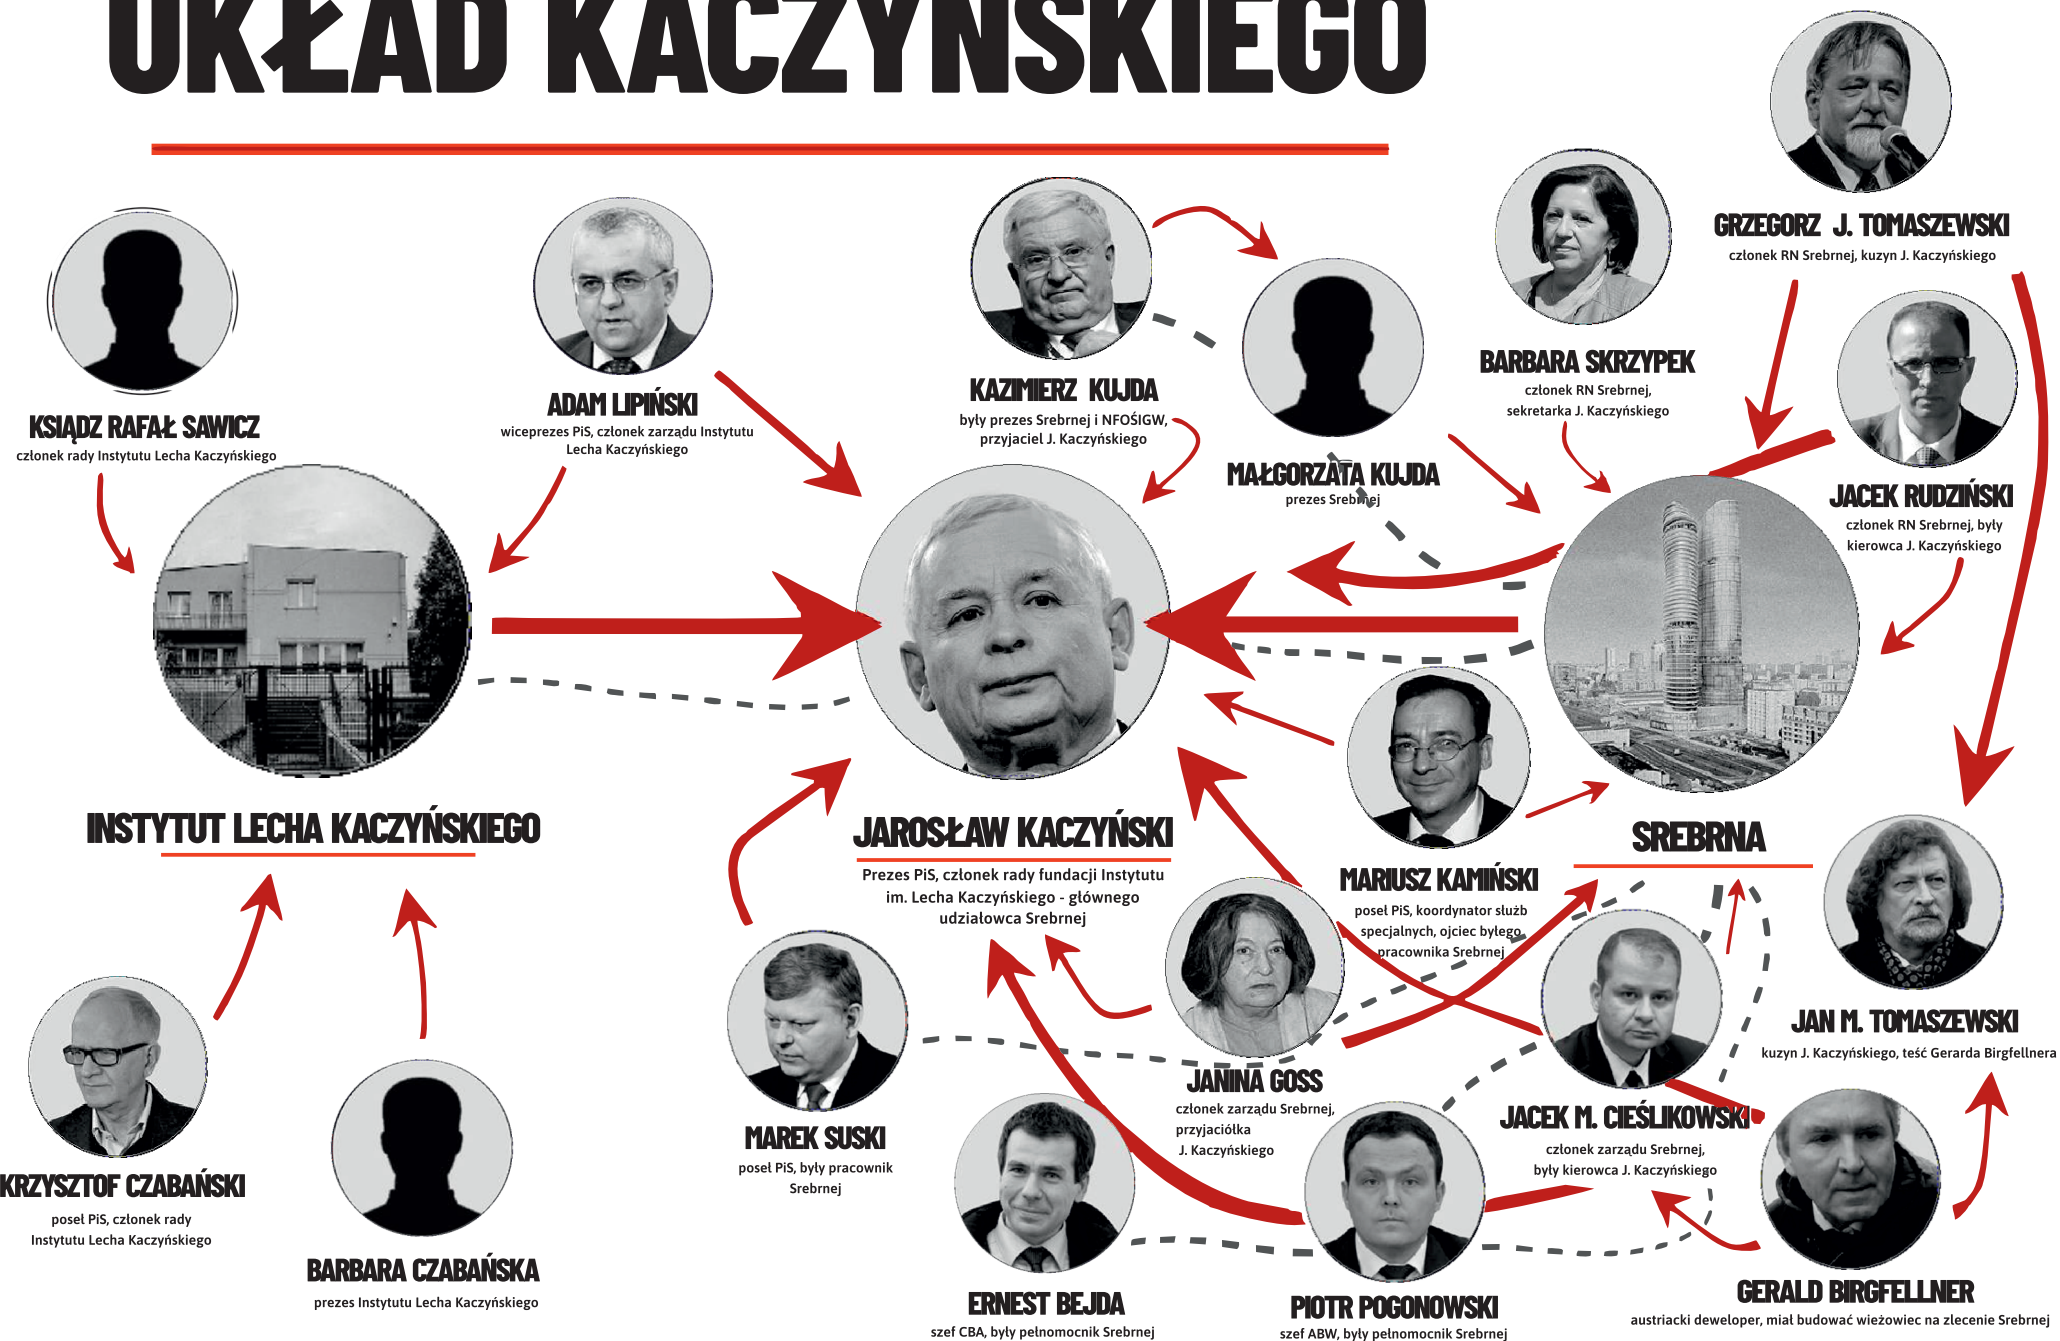 UKŁAD KACZYŃSKIEGO
GRZEGORZ J. TOMASZEWSKI
członek RN Srebrnej, kuzyn J. Kaczyńskiego
BARBARA SKRZYPEK
członek RN Srebrnej,
sekretarka J. Kaczyńskiego
KAZIMIERZ KUJDA
były prezes Srebrnej i NFOŚIGW,
przyjaciel J. Kaczyńskiego
ADAM LIPIŃSKI
wiceprezes PiS, członek zarządu Instytutu
Lecha Kaczyńskiego
KSIĄDZ RAFAŁ SAWICZ
członek rady Instytutu Lecha Kaczyńskiego
MAŁGORZATA KUJDA
prezes Srebrnej
JACEK RUDZIŃSKI
członek RN Srebrnej, były
kierowca J. Kaczyńskiego
INSTYTUT LECHA KACZYŃSKIEGO
JAROSŁAW KACZYŃSKI
Prezes PiS, członek rady fundacji Instytutu
im. Lecha Kaczyńskiego - głównego
udziałowca Srebrnej
SREBRNA
MARIUSZ KAMIŃSKI
poseł PiS, koordynator służb
specjalnych, ojciec byłego
pracownika Srebrnej
JAN M. TOMASZEWSKI
kuzyn J. Kaczyńskiego, teść Gerarda Birgfellnera
JANINA GOSS
członek zarządu Srebrnej,
przyjaciółka
J. Kaczyńskiego
JACEK M. CIEŚLIKOWSKI
członek zarządu Srebrnej,
były kierowca J. Kaczyńskiego
MAREK SUSKI
poseł PiS, były pracownik
Srebrnej
KRZYSZTOF CZABAŃSKI
poseł PiS, członek rady
Instytutu Lecha Kaczyńskiego
BARBARA CZABAŃSKA
prezes Instytutu Lecha Kaczyńskiego
ERNEST BEJDA
szef CBA, były pełnomocnik Srebrnej
PIOTR POGONOWSKI
szef ABW, były pełnomocnik Srebrnej
GERALD BIRGFELLNER
austriacki deweloper, miał budować wieżowiec na zlecenie Srebrnej